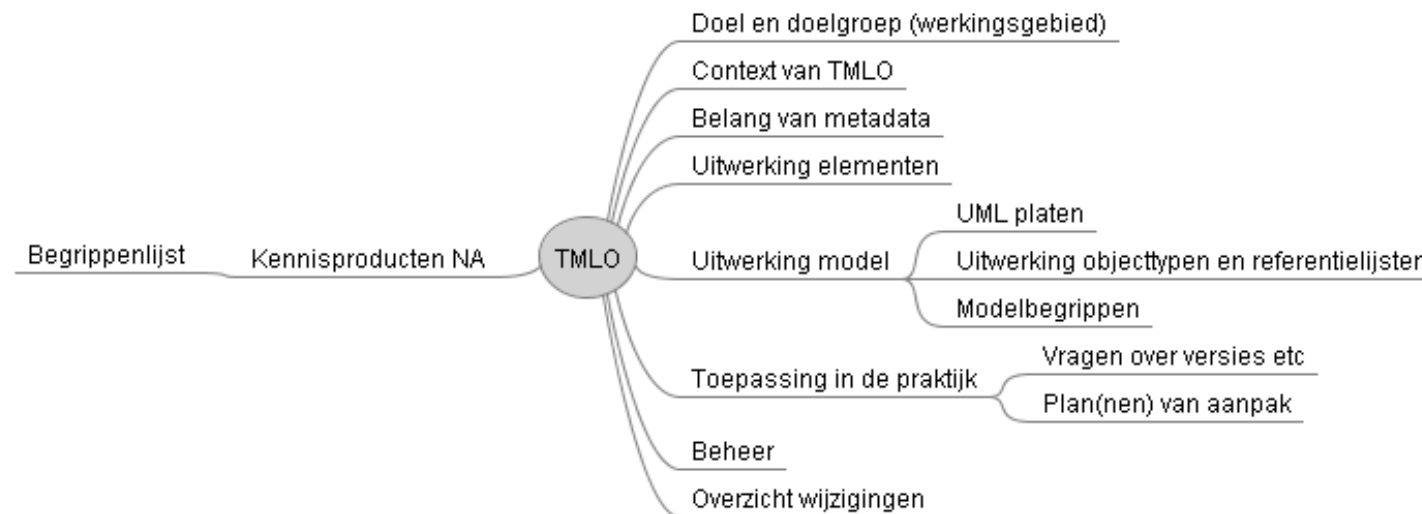 Doel en doelgroep (werkingsgebied)
Context van TMLO
Belang van metadata
Uitwerking elementen
UML platen
Begrippenlijst
Kennisproducten NA
TMLO
Uitwerking model
Uitwerking objecttypen en referentielijsten
Modelbegrippen
Vragen over versies etc
Toepassing in de praktijk
Plan(nen) van aanpak
Beheer
Overzicht wijzigingen